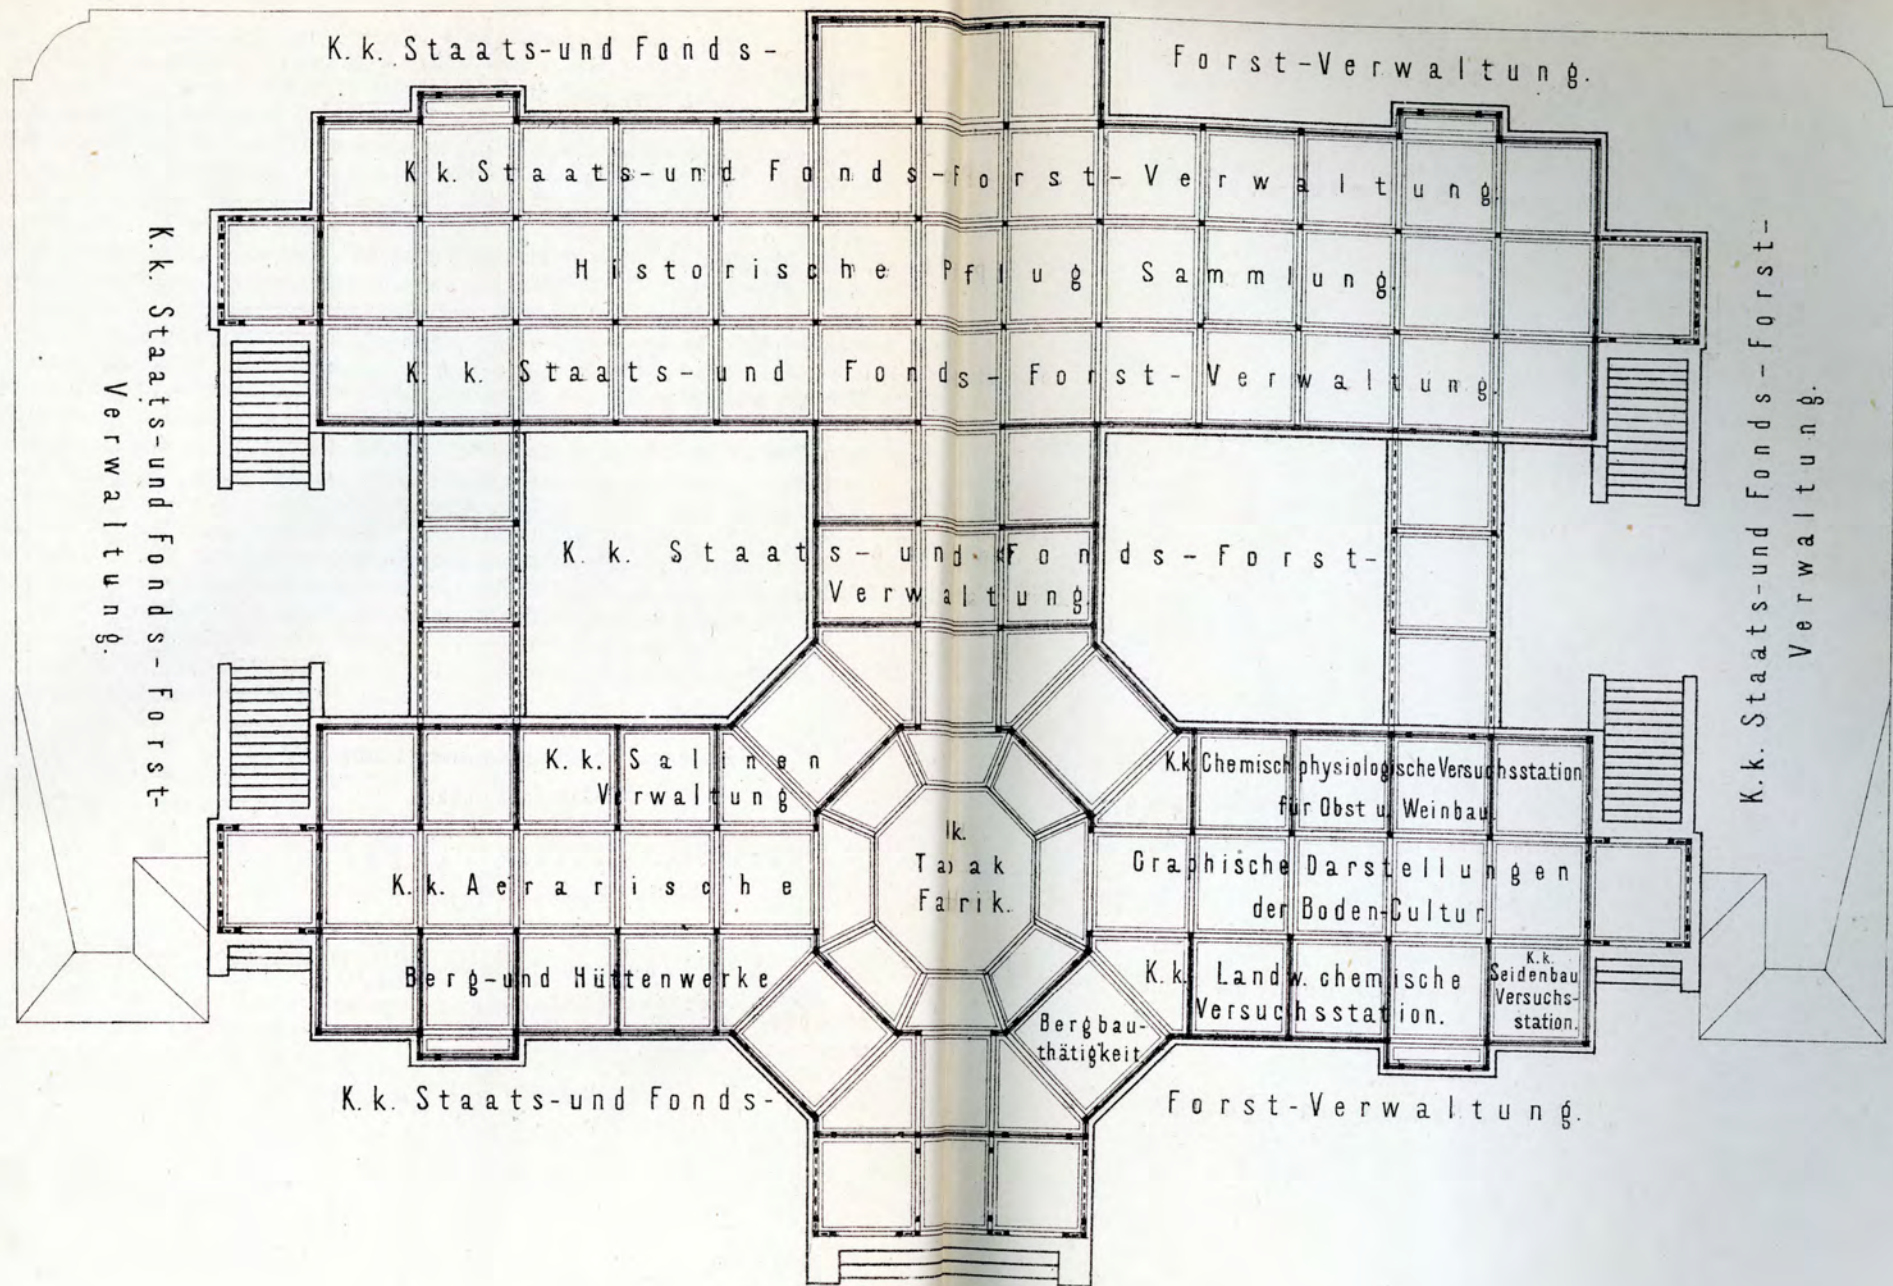 K. k. Staats-und Fonds-
Forst-Verwaltung.
K k. Staats-und Fonds-Forst-Verwaltung.
Historische Pflug Sammlung.
K. k. Staats- und Fonds-Forst-Verwaltung.
K. k. Staats-und Fonds-Forst-
Verwaltung.
K. k. Staats-und Fonds-Forst-
Verwaltung.
K. k. Staats-und Fonds-Forst-
Verwaltung.
K. k. Salinen
Verwaltung
K. k. Aerarische
Berg-und Hüttenwerke
k.
Tabak
Fabrik.
K.k. Chemisch physiologische Versuchsstation
für Obst u. Weinbau.
Graphische Darstellungen
der Boden-Cultur.
K. k. Landw. chemische
Versuchsstation.
K. k.
Seidenbau
Versuchs-
station.
Bergbau-
thätigkeit.
K. k. Staats-und Fonds-
Forst-Verwaltung.